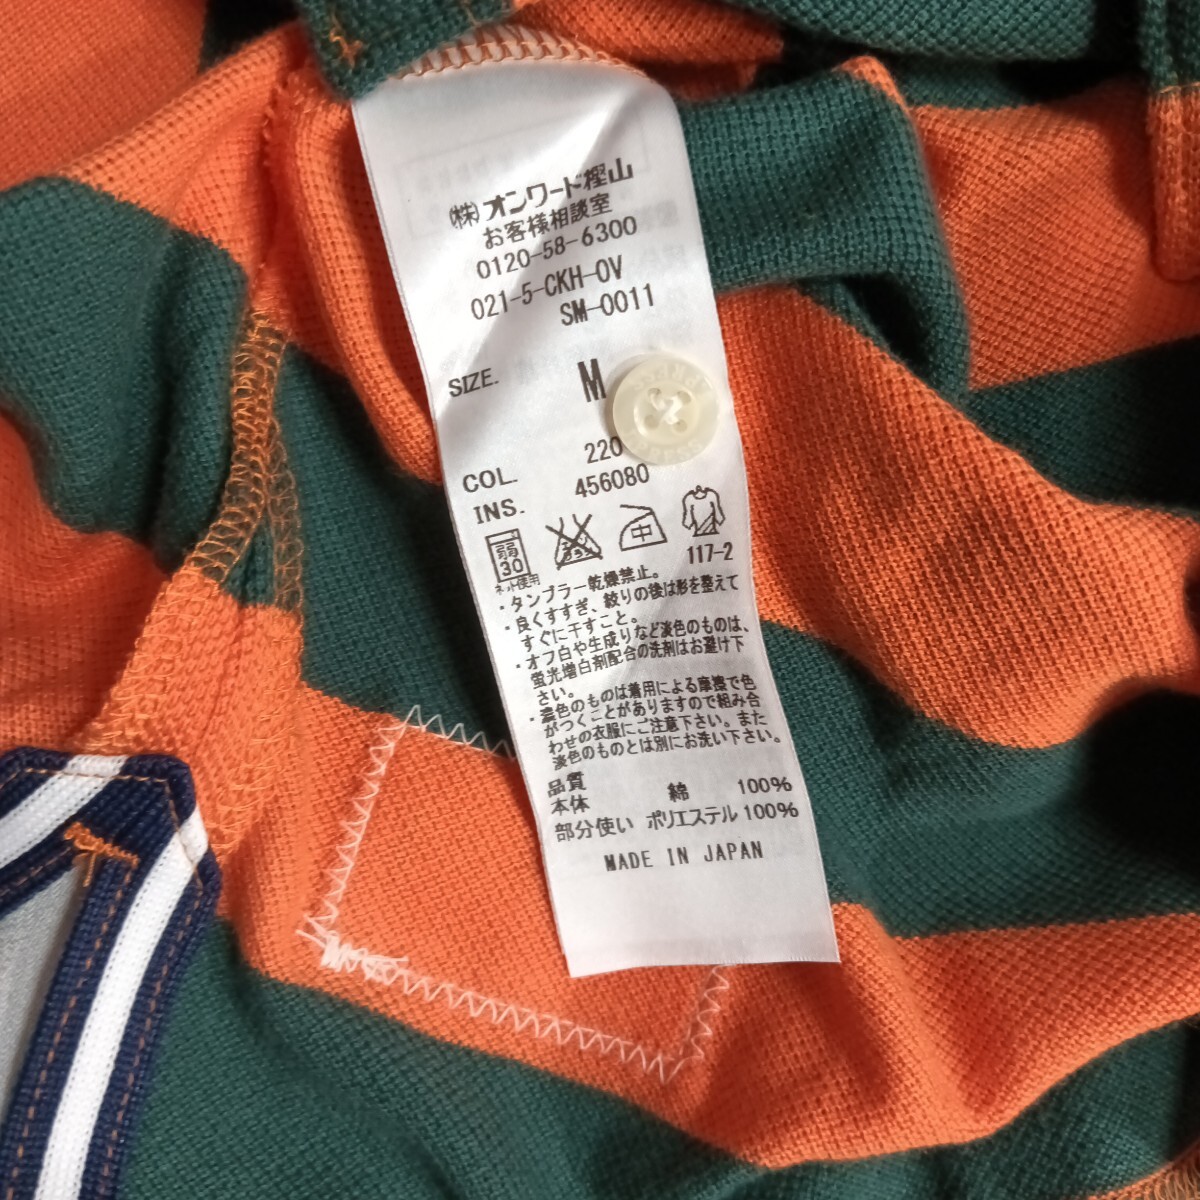 (株)オンワード樫山
お客様相談室
0120-58-6300
021-5-CKH-OV
SM-0011
SIZE. M
COL. 220
INS. 456080
弱 30 中
ネット使用 117-2
・タンブラー乾燥禁止。
・良くすすぎ、絞りの後は形を整えて
すぐに干すこと。
・オフ白や生成りなど淡色のものは、
蛍光増白剤配合の洗剤はお避け下
さい。
・濃色のものは着用による摩擦で色
がつくことがありますので組み合
わせの衣服にご注意下さい。また
淡色のものとは別にお洗い下さい。
品質
本体 綿 100%
部分使い ポリエステル 100%
MADE IN JAPAN